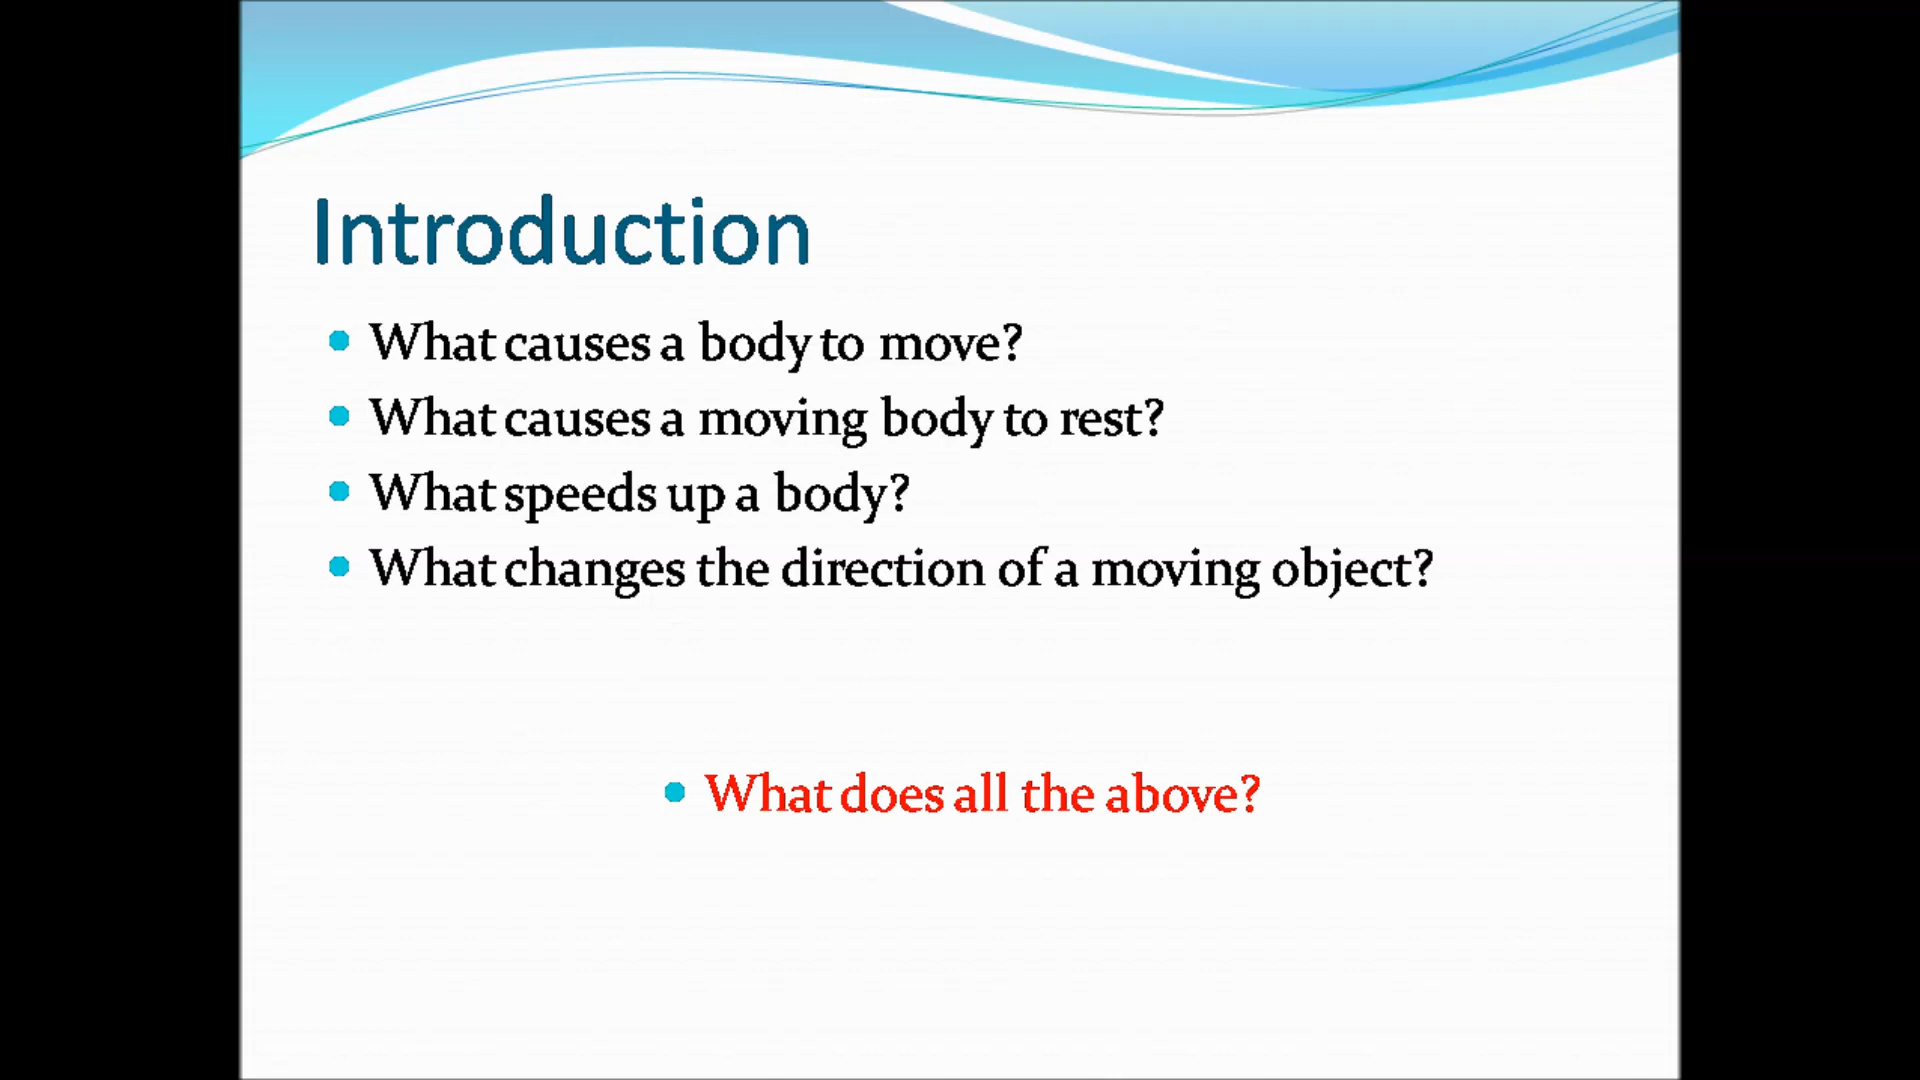 Introduction
What causes a body to move?
What causes a moving body to rest?
What speeds up a body?
What changes the direction of a moving object?
What does all the above?